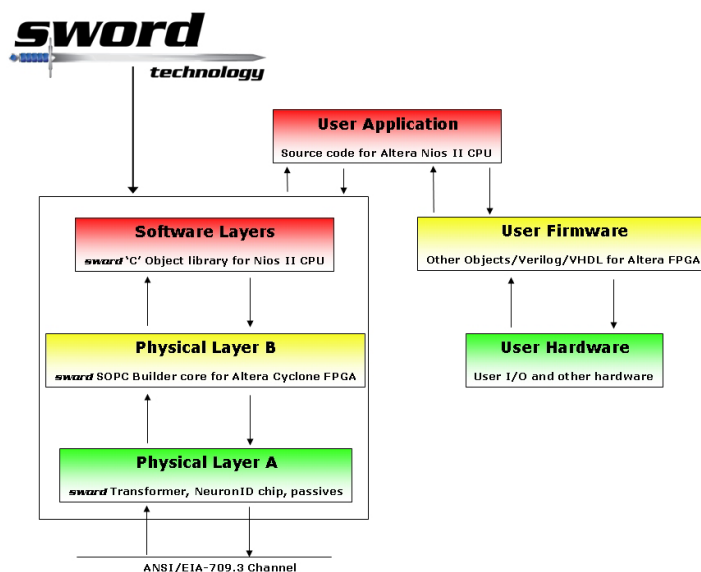 sword
technology
User Application
Source code for Altera Nios II CPU
Software Layers
sword 'C' Object library for Nios II CPU
User Firmware
Other Objects/Verilog/VHDL for Altera FPGA
Physical Layer B
sword SOPC Builder core for Altera Cyclone FPGA
User Hardware
User I/O and other hardware
Physical Layer A
sword Transformer, NeuronID chip, passives
ANSI/EIA-709.3 Channel